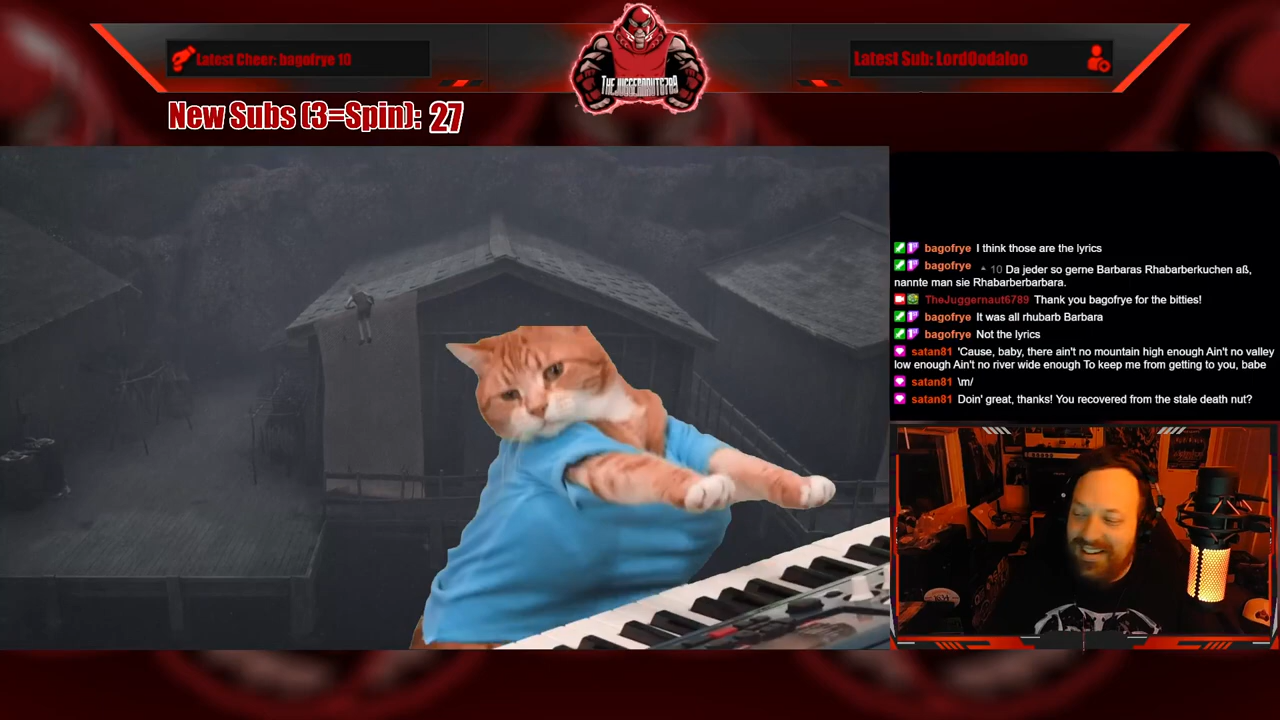 Latest Cheer: bagofrye 10
THEJUGGERNAUT6789
Latest Sub: LordOodaloo
New Subs (3=Spin): 27
bagofrye I think those are the lyrics
bagofrye 10 Da jeder so gerne Barbaras Rhabarberkuchen aß,
nannte man sie Rhabarberbarbara.
TheJuggernaut6789 Thank you bagofrye for the bitties!
bagofrye It was all rhubarb Barbara
bagofrye Not the lyrics
satan81 'Cause, baby, there ain't no mountain high enough Ain't no valley
low enough Ain't no river wide enough To keep me from getting to you, babe
satan81 \m/
satan81 Doin' great, thanks! You recovered from the stale death nut?